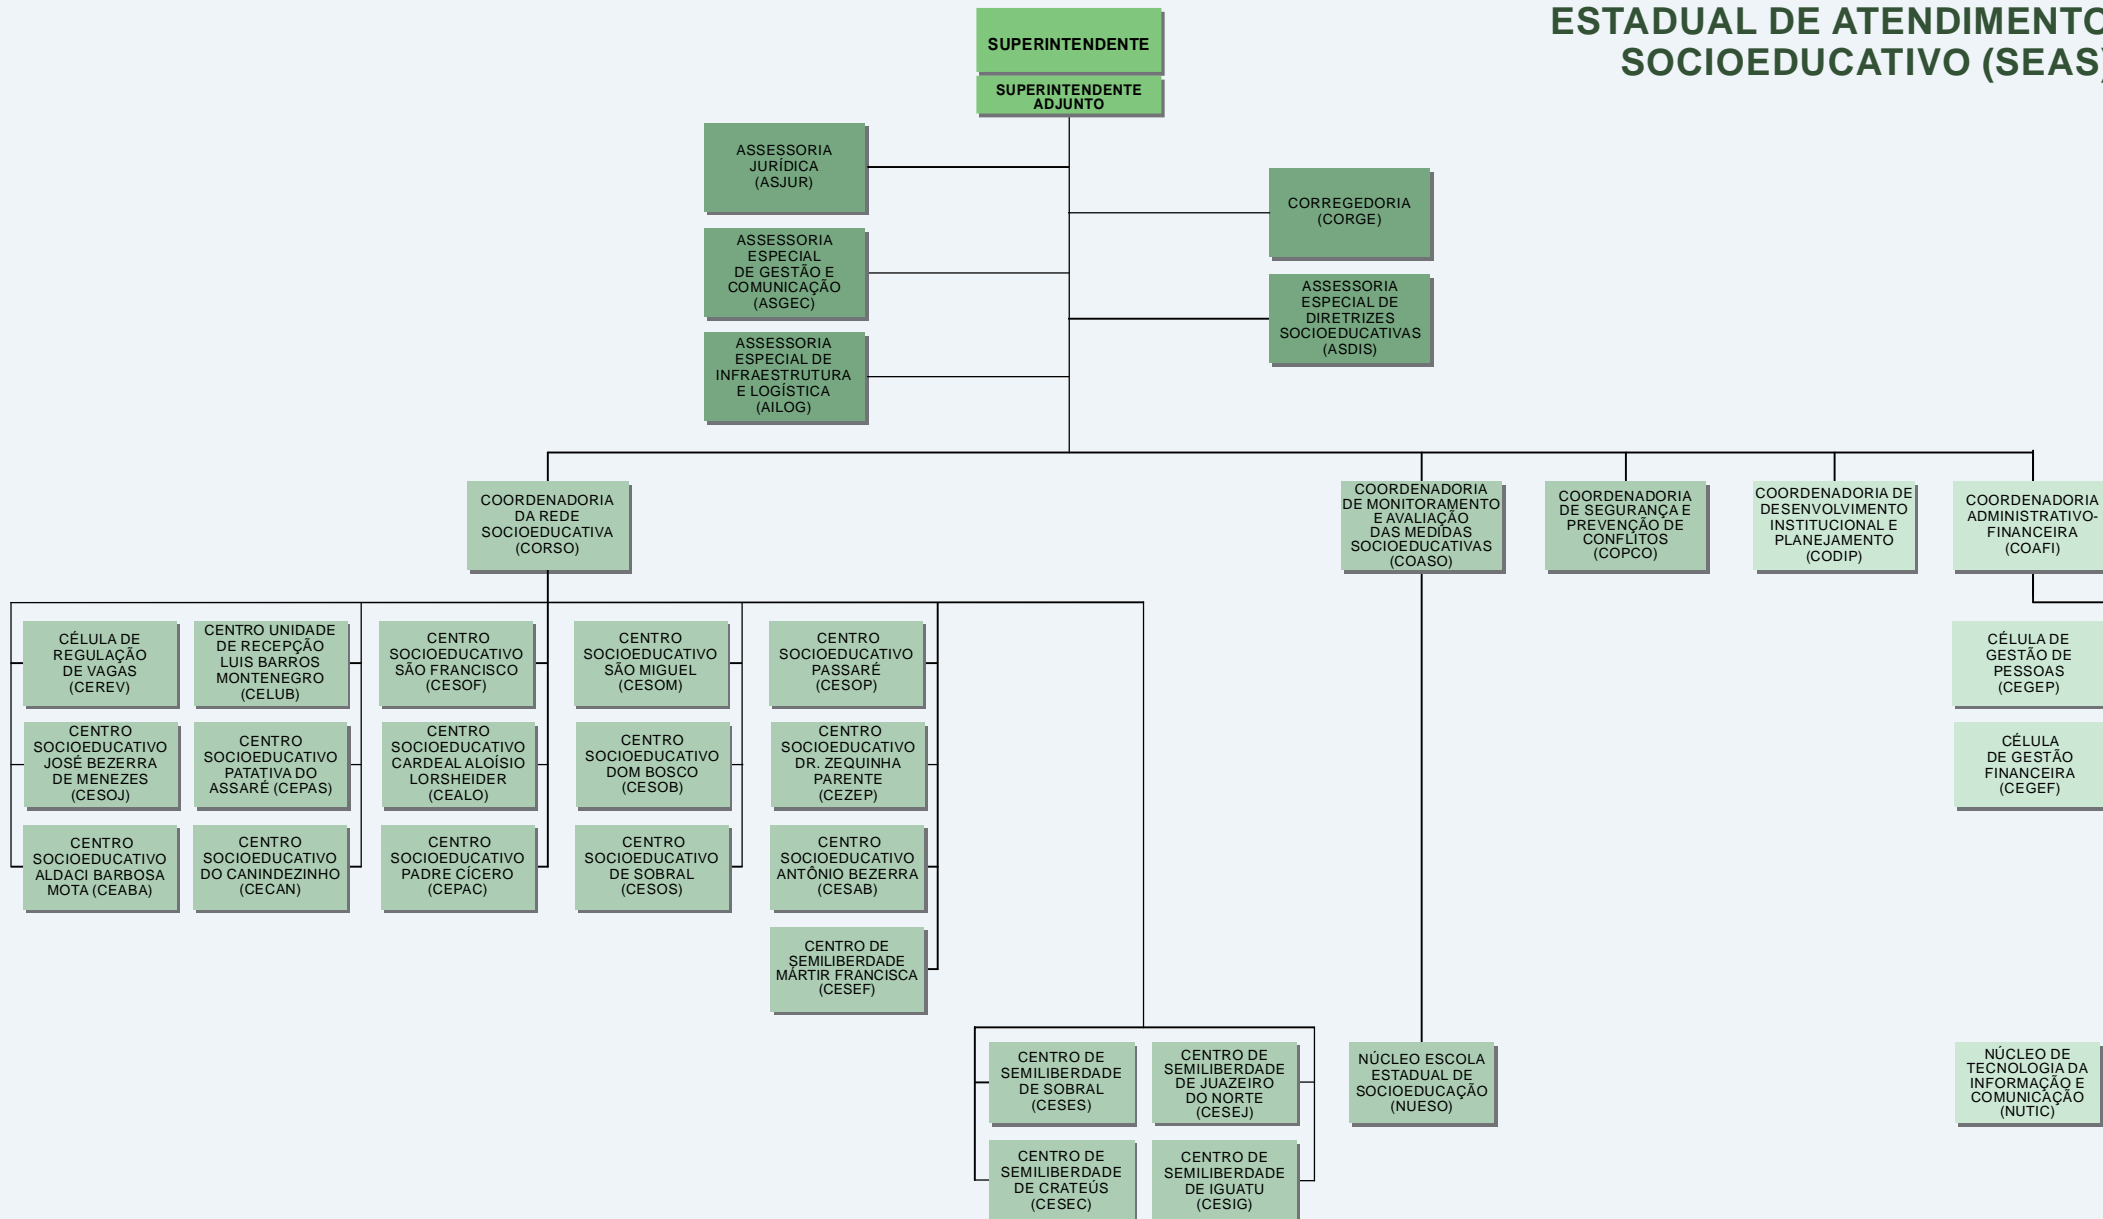 ESTADUAL DE ATENDIMENTO
SOCIOEDUCATIVO (SEAS)
SUPERINTENDENTE
SUPERINTENDENTE
ADJUNTO
ASSESSORIA
JURÍDICA
(ASJUR)
CORREGEDORIA
(CORGE)
ASSESSORIA
ESPECIAL
DE GESTÃO E
COMUNICAÇÃO
(ASGEC)
ASSESSORIA
ESPECIAL DE
DIRETRIZES
SOCIOEDUCATIVAS
(ASDIS)
ASSESSORIA
ESPECIAL DE
INFRAESTRUTURA
E LOGÍSTICA
(AILOG)
COORDENADORIA
DA REDE
SOCIOEDUCATIVA
(CORSO)
COORDENADORIA
DE MONITORAMENTO
E AVALIAÇÃO
DAS MEDIDAS
SOCIOEDUCATIVAS
(COASO)
COORDENADORIA
DE SEGURANÇA E
PREVENÇÃO DE
CONFLITOS
(COPCO)
COORDENADORIA DE
DESENVOLVIMENTO
INSTITUCIONAL E
PLANEJAMENTO
(CODIP)
COORDENADORIA
ADMINISTRATIVO-
FINANCEIRA
(COAFI)
CÉLULA DE
REGULAÇÃO
DE VAGAS
(CEREV)
CENTRO UNIDADE
DE RECEPÇÃO
LUIS BARROS
MONTENEGRO
(CELUB)
CENTRO
SOCIOEDUCATIVO
SÃO FRANCISCO
(CESOF)
CENTRO
SOCIOEDUCATIVO
SÃO MIGUEL
(CESOM)
CENTRO
SOCIOEDUCATIVO
PASSARÉ
(CESOP)
CÉLULA DE
GESTÃO DE
PESSOAS
(CEGEP)
CENTRO
SOCIOEDUCATIVO
JOSÉ BEZERRA
DE MENEZES
(CESOJ)
CENTRO
SOCIOEDUCATIVO
PATATIVA DO
ASSARÉ (CEPAS)
CENTRO
SOCIOEDUCATIVO
CARDEAL ALOÍSIO
LORSHEIDER
(CEALO)
CENTRO
SOCIOEDUCATIVO
DOM BOSCO
(CESOB)
CENTRO
SOCIOEDUCATIVO
DR. ZEQUINHA
PARENTE
(CEZEP)
CÉLULA
DE GESTÃO
FINANCEIRA
(CEGEF)
CENTRO
SOCIOEDUCATIVO
ALDACI BARBOSA
MOTA (CEABA)
CENTRO
SOCIOEDUCATIVO
DO CANINDEZINHO
(CECAN)
CENTRO
SOCIOEDUCATIVO
PADRE CÍCERO
(CEPAC)
CENTRO
SOCIOEDUCATIVO
DE SOBRAL
(CESOS)
CENTRO
SOCIOEDUCATIVO
ANTÔNIO BEZERRA
(CESAB)
CENTRO DE
SEMILIBERDADE
MÁRTIR FRANCISCA
(CESEF)
CENTRO DE
SEMILIBERDADE
DE SOBRAL
(CESES)
CENTRO DE
SEMILIBERDADE
DE JUAZEIRO
DO NORTE
(CESEJ)
NÚCLEO ESCOLA
ESTADUAL DE
SOCIOEDUCAÇÃO
(NUESO)
NÚCLEO DE
TECNOLOGIA DA
INFORMAÇÃO E
COMUNICAÇÃO
(NUTIC)
CENTRO DE
SEMILIBERDADE
DE CRATEÚS
(CESEC)
CENTRO DE
SEMILIBERDADE
DE IGUATU
(CESIG)